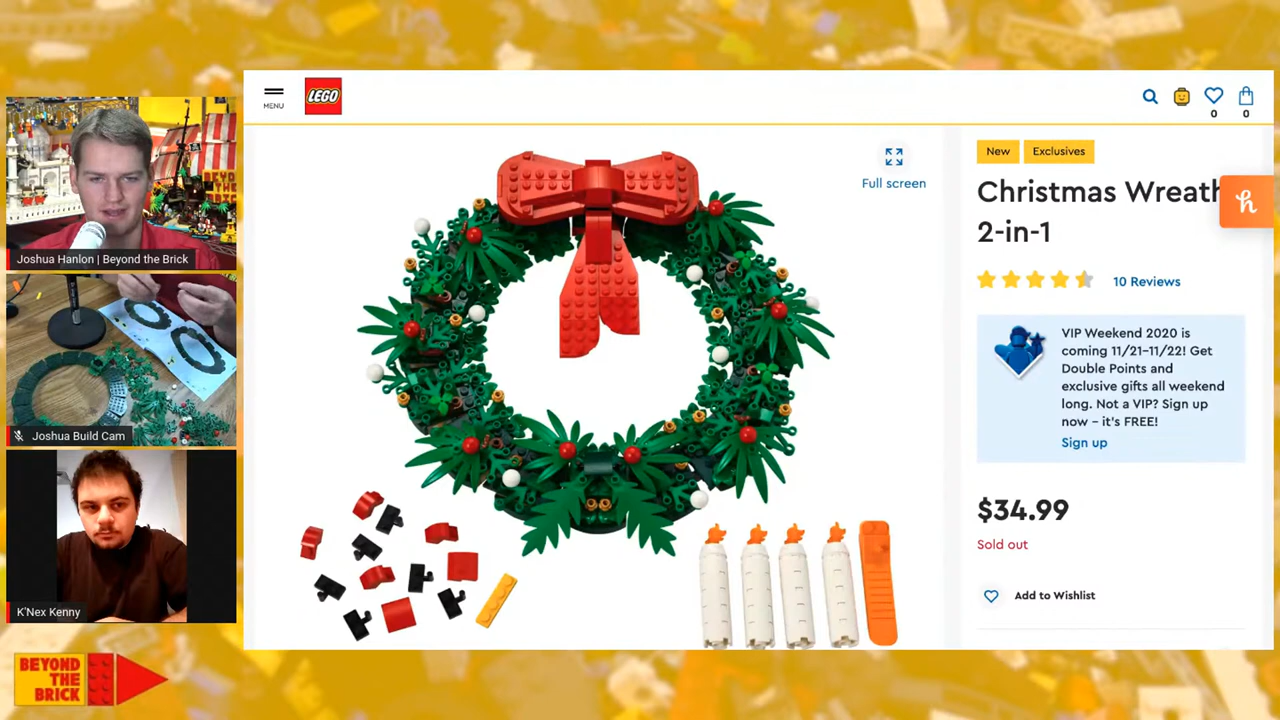 MENU
LEGO
0
0
Full screen
New
Exclusives
Christmas Wreath
2-in-1
10 Reviews
VIP Weekend 2020 is
coming 11/21–11/22! Get
Double Points and
exclusive gifts all weekend
long. Not a VIP? Sign up
now – it's FREE!
Sign up
$34.99
Sold out
Add to Wishlist
h
BEYOND
THE
BRICK
Joshua Hanlon | Beyond the Brick
Joshua Build Cam
K'Nex Kenny
BEYOND
THE
BRICK